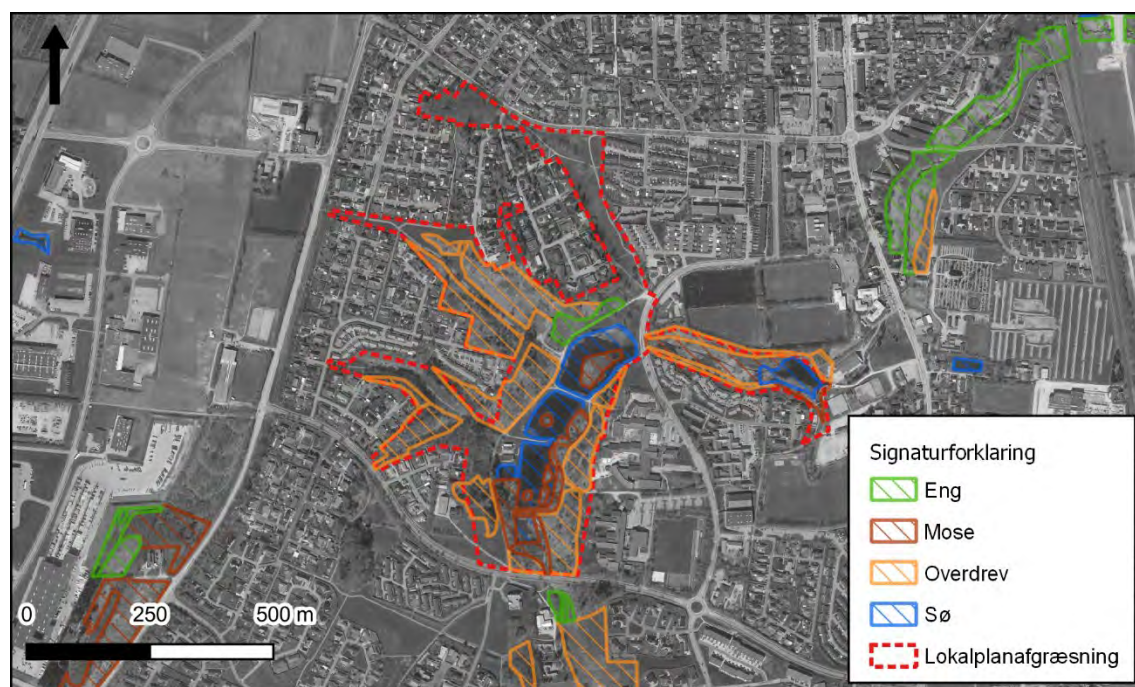 Signaturforklaring
Eng
Mose
Overdrev
Sø
Lokalplanafgræsning
0 250 500 m